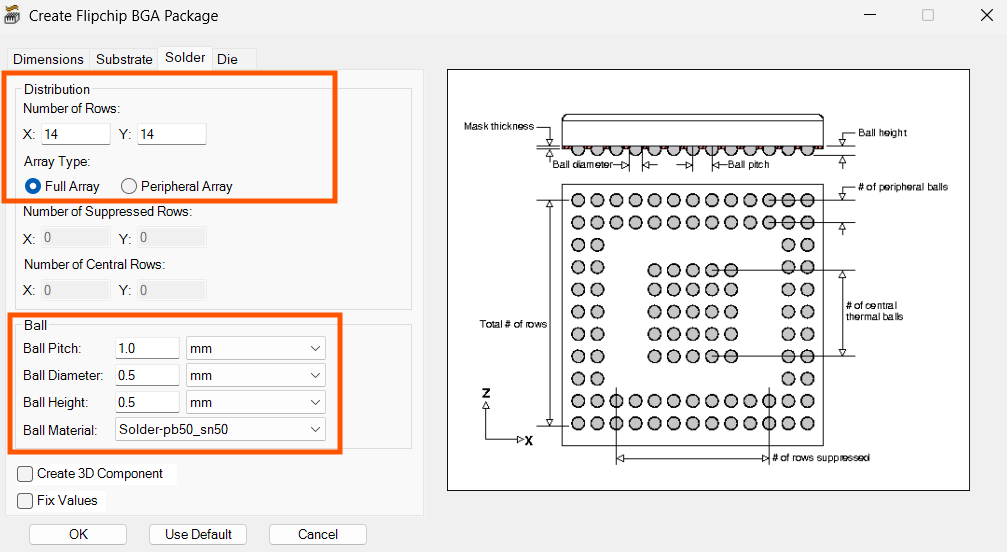 Create Flipchip BGA Package
Dimensions Substrate Solder Die
Distribution
Number of Rows:
X: 14 Y: 14
Array Type:
Full Array Peripheral Array
Number of Suppressed Rows:
X: 0 Y: 0
Number of Central Rows:
X: 0 Y: 0
Ball
Ball Pitch: 1.0 mm
Ball Diameter: 0.5 mm
Ball Height: 0.5 mm
Ball Material: Solder-pb50_sn50
Create 3D Component
Fix Values
OK Use Default Cancel
Mask thickness
Ball height
Ball diameter
Ball pitch
# of peripheral balls
Total # of rows
# of central
thermal balls
Z
X
# of rows suppressed